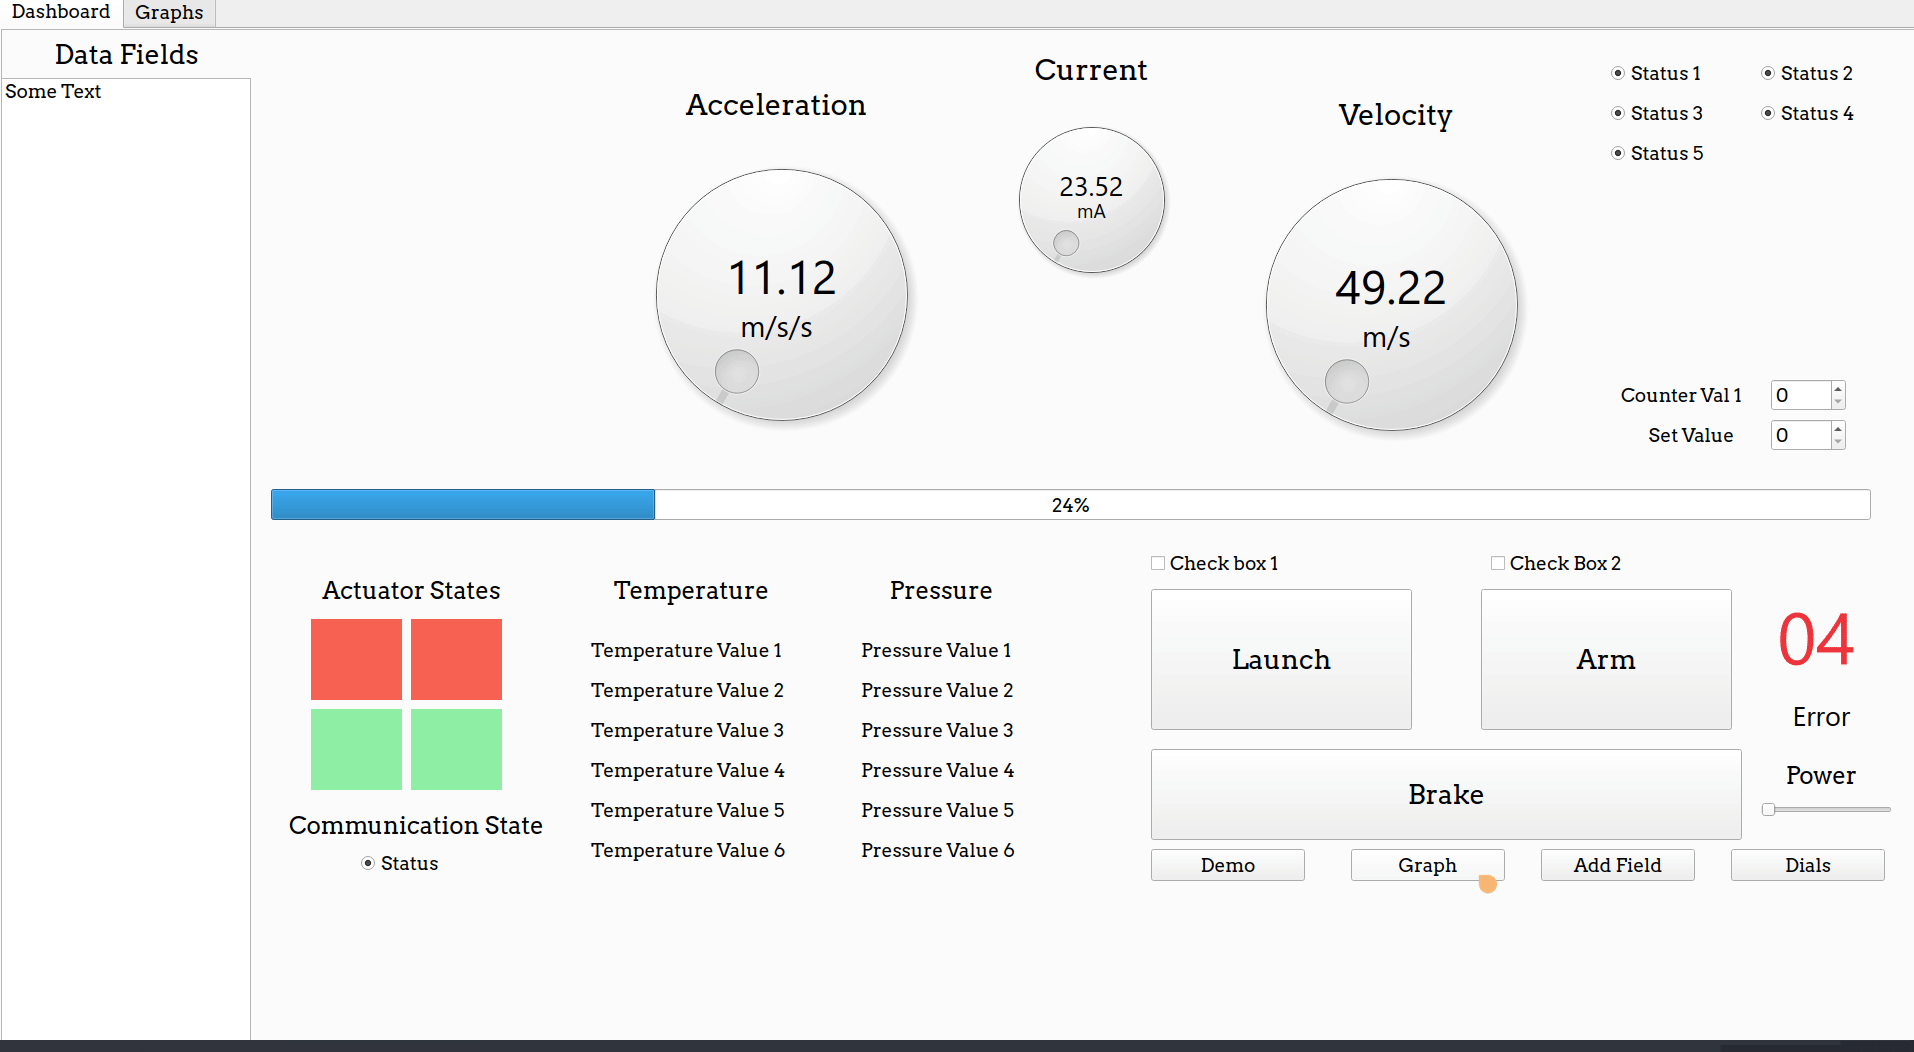 Dashboard
Graphs
Data Fields
Some Text
Acceleration
11.12
m/s/s
Current
23.52
mA
Velocity
49.22
m/s
Status 1
Status 2
Status 3
Status 4
Status 5
Counter Val 1
0
Set Value
0
24%
Actuator States
Communication State
Status
Temperature
Temperature Value 1
Temperature Value 2
Temperature Value 3
Temperature Value 4
Temperature Value 5
Temperature Value 6
Pressure
Pressure Value 1
Pressure Value 2
Pressure Value 3
Pressure Value 4
Pressure Value 5
Pressure Value 6
Check box 1
Check Box 2
Launch
Arm
04
Error
Brake
Power
Demo
Graph
Add Field
Dials